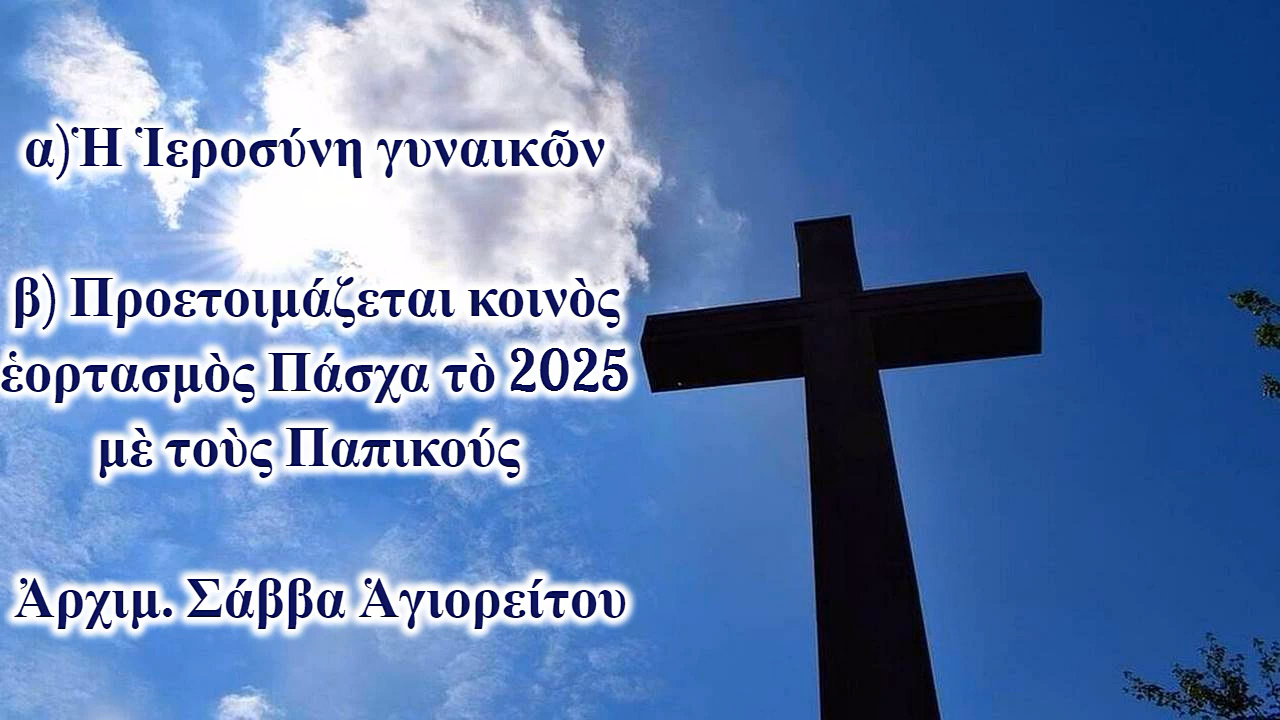 α)Ἡ Ἱεροσύνη γυναικῶν
β) Προετοιμάζεται κοινὸς
ἑορτασμὸς Πάσχα τὸ 2025
μὲ τοὺς Παπικούς
Ἀρχιμ. Σάββα Ἁγιορείτου